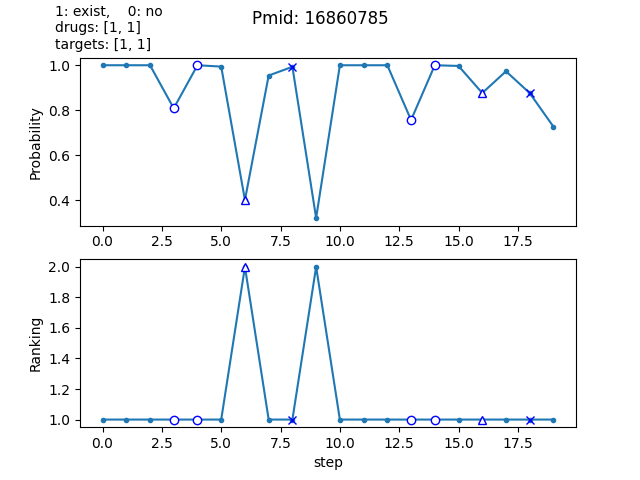 1: exist,    0: no
drugs: [1, 1]
targets: [1, 1]
Pmid: 16860785
Probability
1.0
0.8
0.6
0.4
0.0 2.5 5.0 7.5 10.0 12.5 15.0 17.5
Ranking
2.0
1.8
1.6
1.4
1.2
1.0
0.0 2.5 5.0 7.5 10.0 12.5 15.0 17.5
step